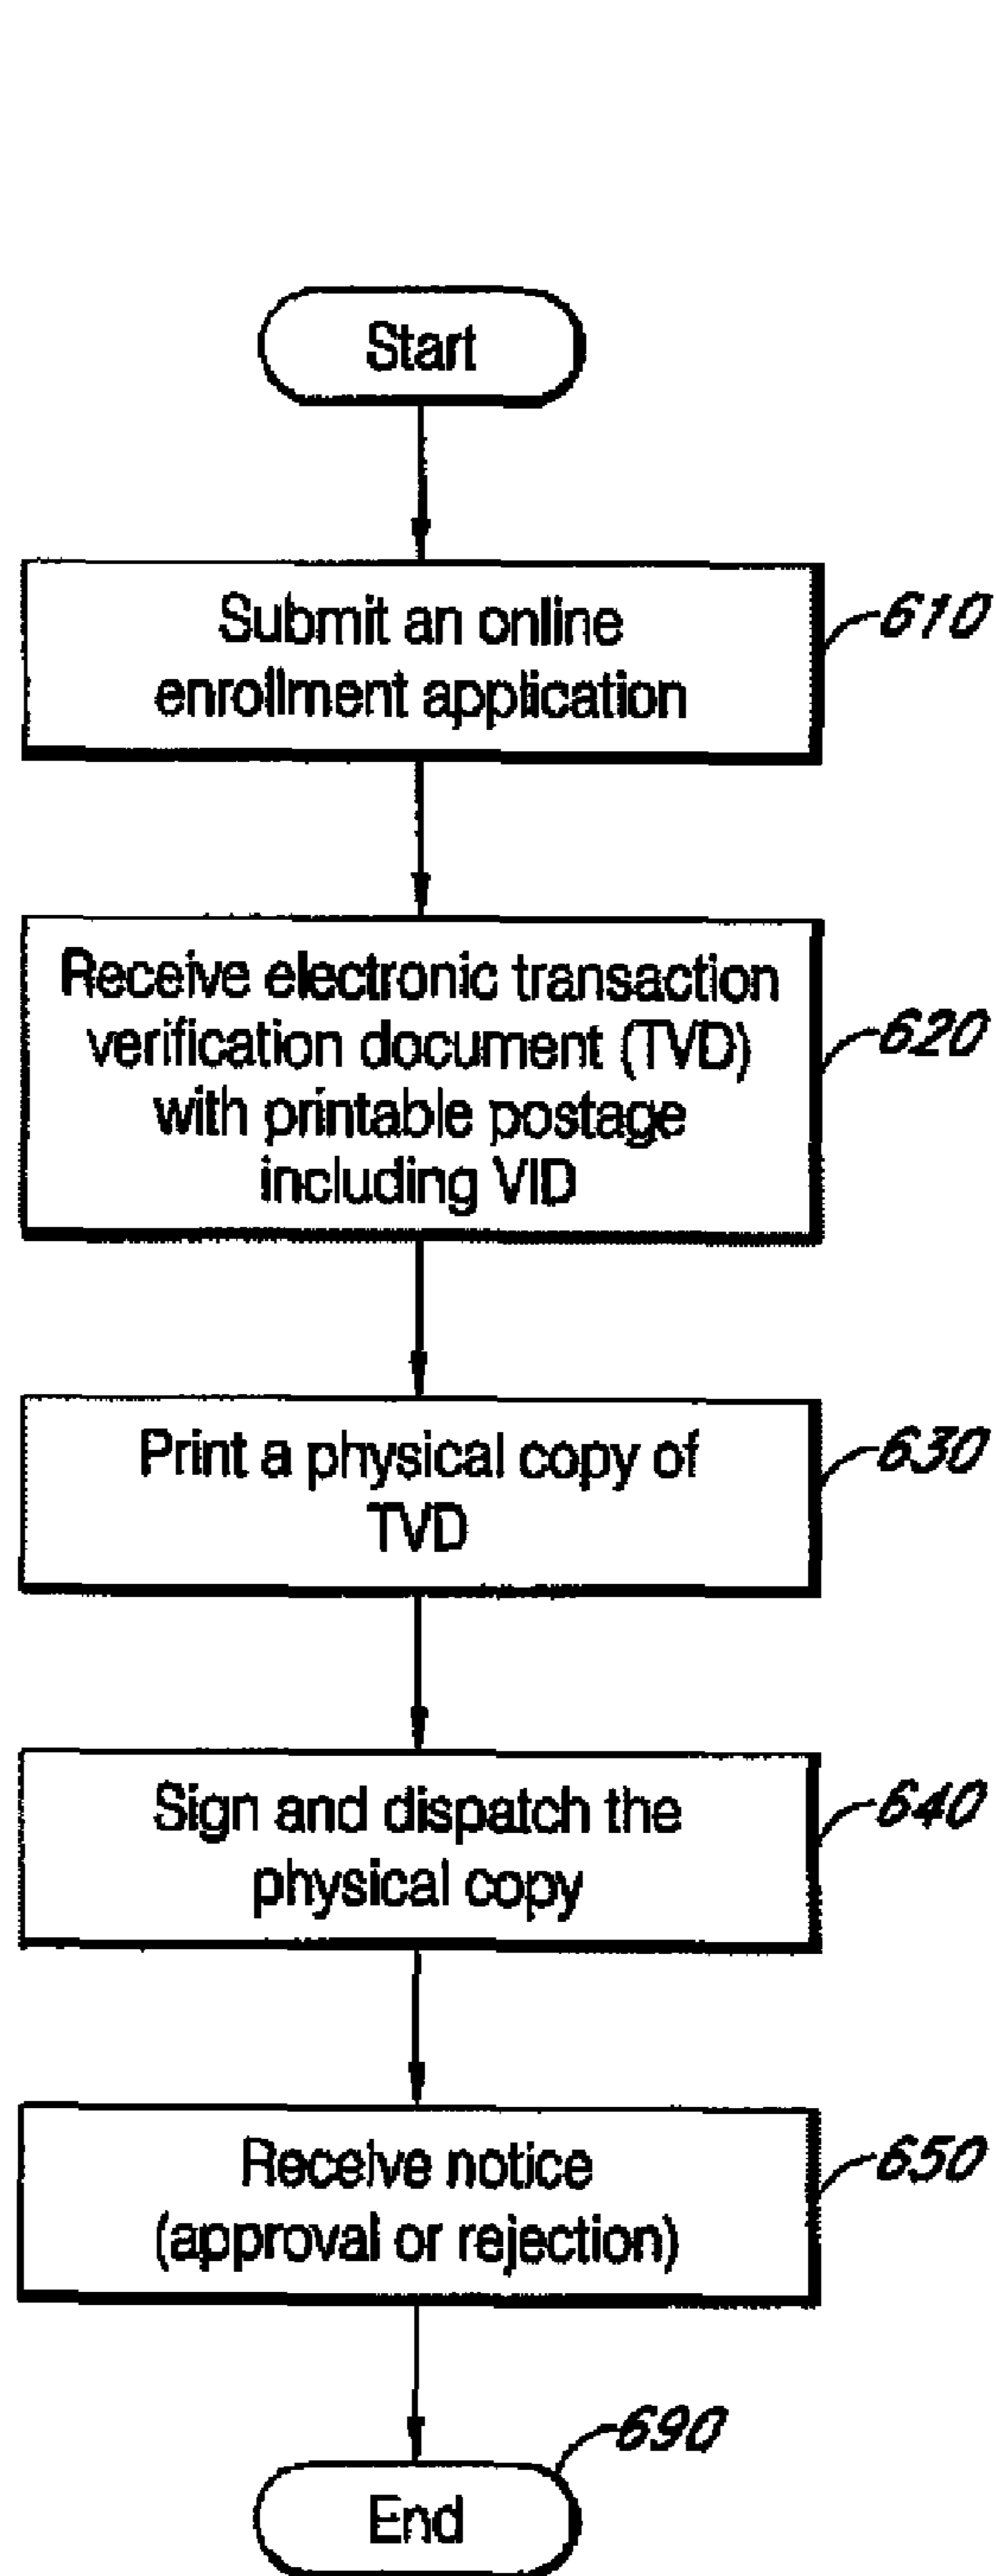 Start
Submit an online
enrollment application
610
Receive electronic transaction
verification document (TVD)
with printable postage
including VID
620
Print a physical copy of
TVD
630
Sign and dispatch the
physical copy
640
Receive notice
(approval or rejection)
650
690
End